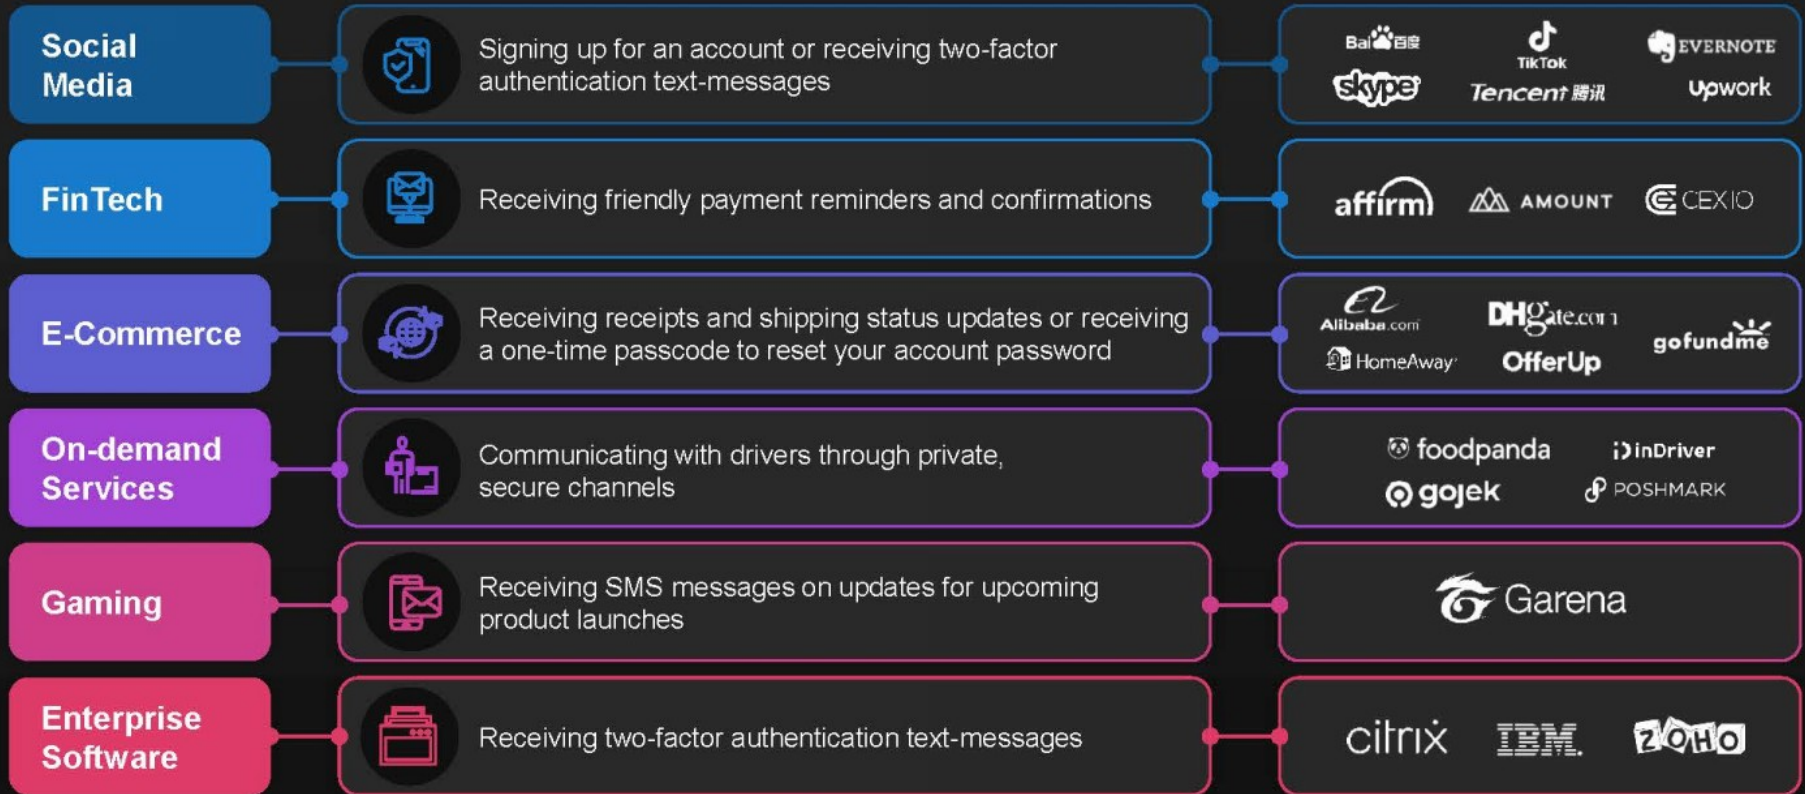 Social
Media
Signing up for an account or receiving two-factor
authentication text-messages
Bai 百度
TikTok
EVERNOTE
skype
Tencent 腾讯
Upwork
FinTech
Receiving friendly payment reminders and confirmations
affirm
AMOUNT
CEX IO
E-Commerce
Receiving receipts and shipping status updates or receiving
a one-time passcode to reset your account password
Alibaba.com
DHgate.com
gofundme
HomeAway
OfferUp
On-demand
Services
Communicating with drivers through private,
secure channels
foodpanda
inDriver
gojek
POSHMARK
Gaming
Receiving SMS messages on updates for upcoming
product launches
Garena
Enterprise
Software
Receiving two-factor authentication text-messages
citrix
IBM.
ZOHO